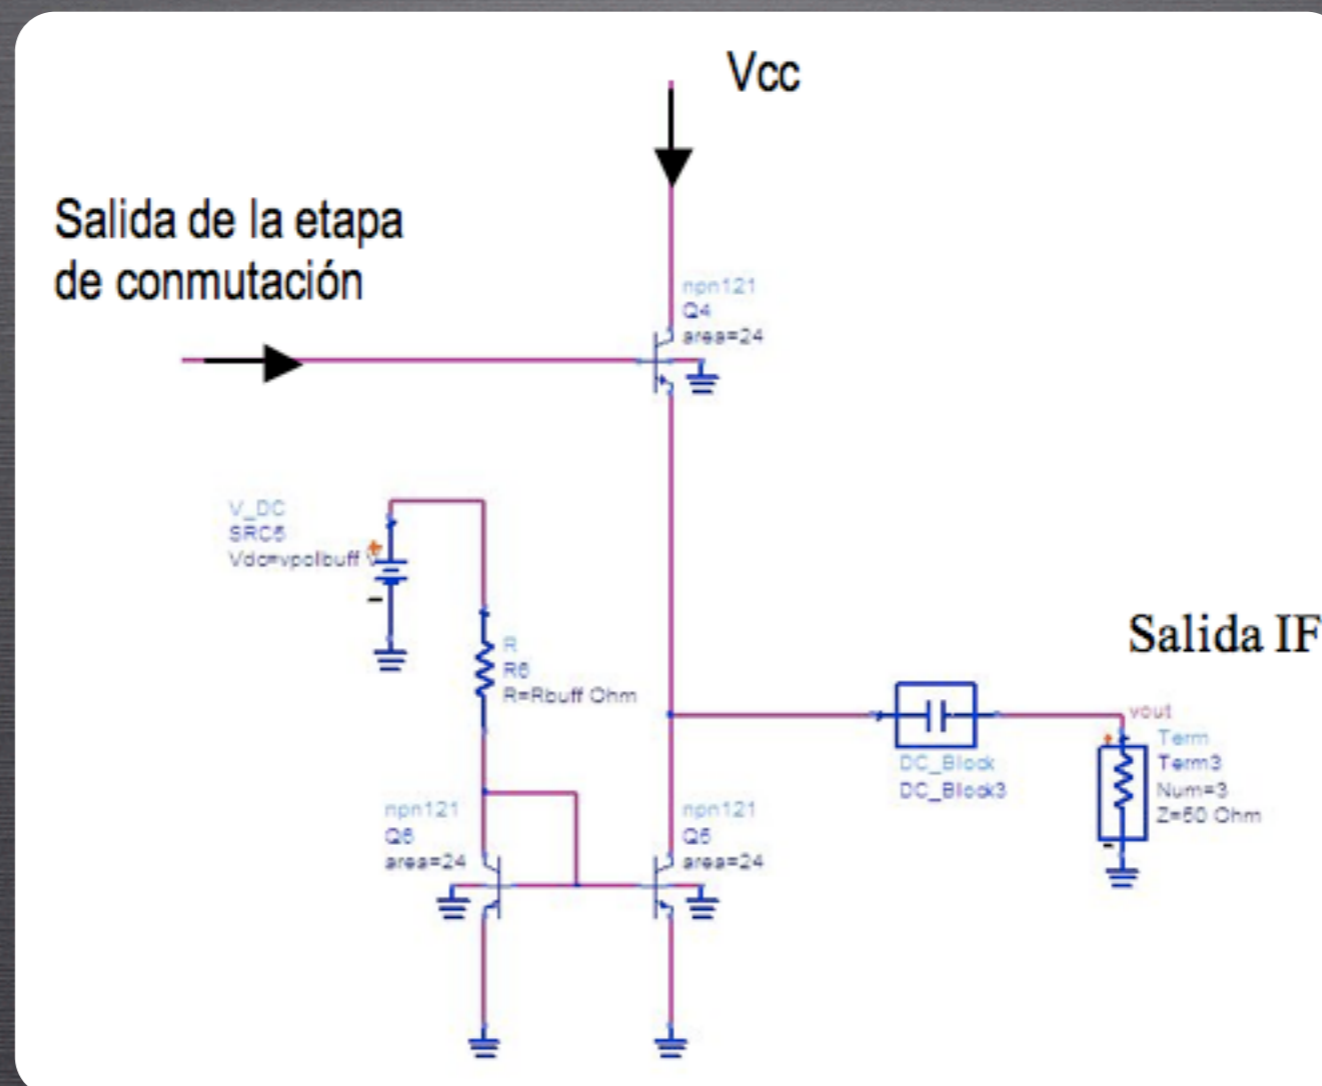 Vcc
Salida de la etapa
de conmutación
npn121
Q4
area=24
V_DC
SRC5
Vdc=vpolbuff V
+
-
R
R6
R=Rbuff Ohm
Salida IF
vout
+
Term
Term3
Num=3
Z=50 Ohm
-
DC_Block
DC_Block3
npn121
Q6
area=24
npn121
Q5
area=24